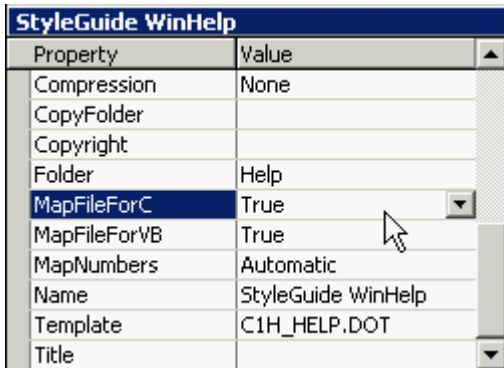 StyleGuide WinHelp
Property Value
Compression None
CopyFolder
Copyright
Folder Help
MapFileForC True
MapFileForVB True
MapNumbers Automatic
Name StyleGuide WinHelp
Template C1H_HELP.DOT
Title